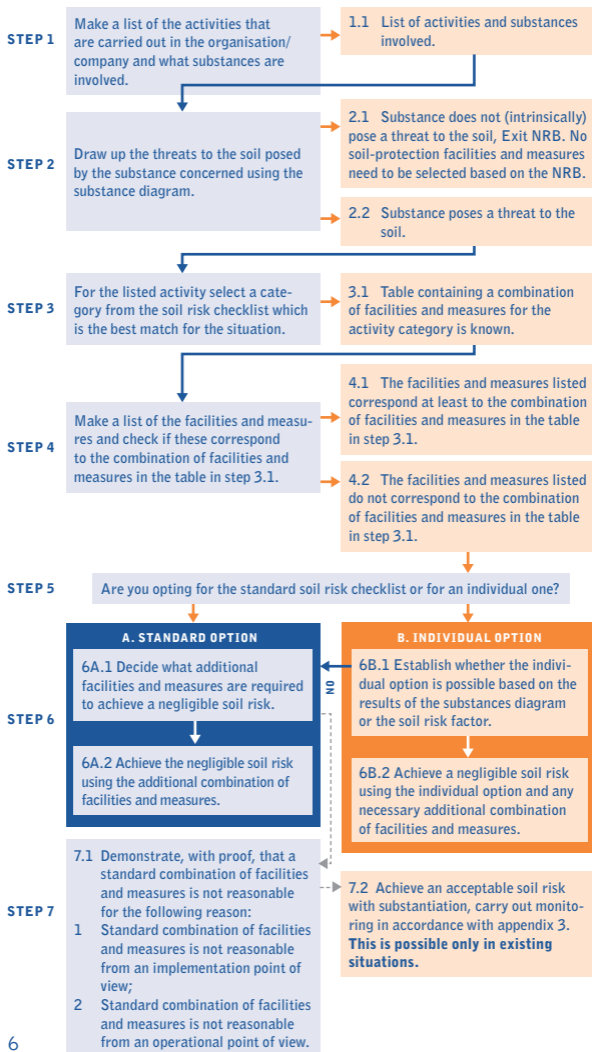 STEP 1
Make a list of the activities that
are carried out in the organisation/
company and what substances are
involved.
1.1 List of activities and substances
involved.
STEP 2
Draw up the threats to the soil posed
by the substance concerned using the
substance diagram.
2.1 Substance does not (intrinsically)
pose a threat to the soil, Exit NRB. No
soil-protection facilities and measures
need to be selected based on the NRB.
2.2 Substance poses a threat to the
soil.
STEP 3
For the listed activity select a cate-
gory from the soil risk checklist which
is the best match for the situation.
3.1 Table containing a combination
of facilities and measures for the
activity category is known.
STEP 4
Make a list of the facilities and measu-
res and check if these correspond
to the combination of facilities and
measures in the table in step 3.1.
4.1 The facilities and measures listed
correspond at least to the combination
of facilities and measures in the table
in step 3.1.
4.2 The facilities and measures listed
do not correspond to the combination
of facilities and measures in the table
in step 3.1.
STEP 5
Are you opting for the standard soil risk checklist or for an individual one?
STEP 6
A. STANDARD OPTION
6A.1 Decide what additional
facilities and measures are required
to achieve a negligible soil risk.
6A.2 Achieve the negligible soil risk
using the additional combination of
facilities and measures.
NO
B. INDIVIDUAL OPTION
6B.1 Establish whether the indivi-
dual option is possible based on the
results of the substances diagram
or the soil risk factor.
6B.2 Achieve a negligible soil risk
using the individual option and any
necessary additional combination
of facilities and measures.
STEP 7
7.1 Demonstrate, with proof, that a
standard combination of facilities
and measures is not reasonable
for the following reason:
1 Standard combination of facilities
and measures is not reasonable
from an implementation point of
view;
2 Standard combination of facilities
and measures is not reasonable
from an operational point of view.
7.2 Achieve an acceptable soil risk
with substantiation, carry out monito-
ring in accordance with appendix 3.
This is possible only in existing
situations.
6